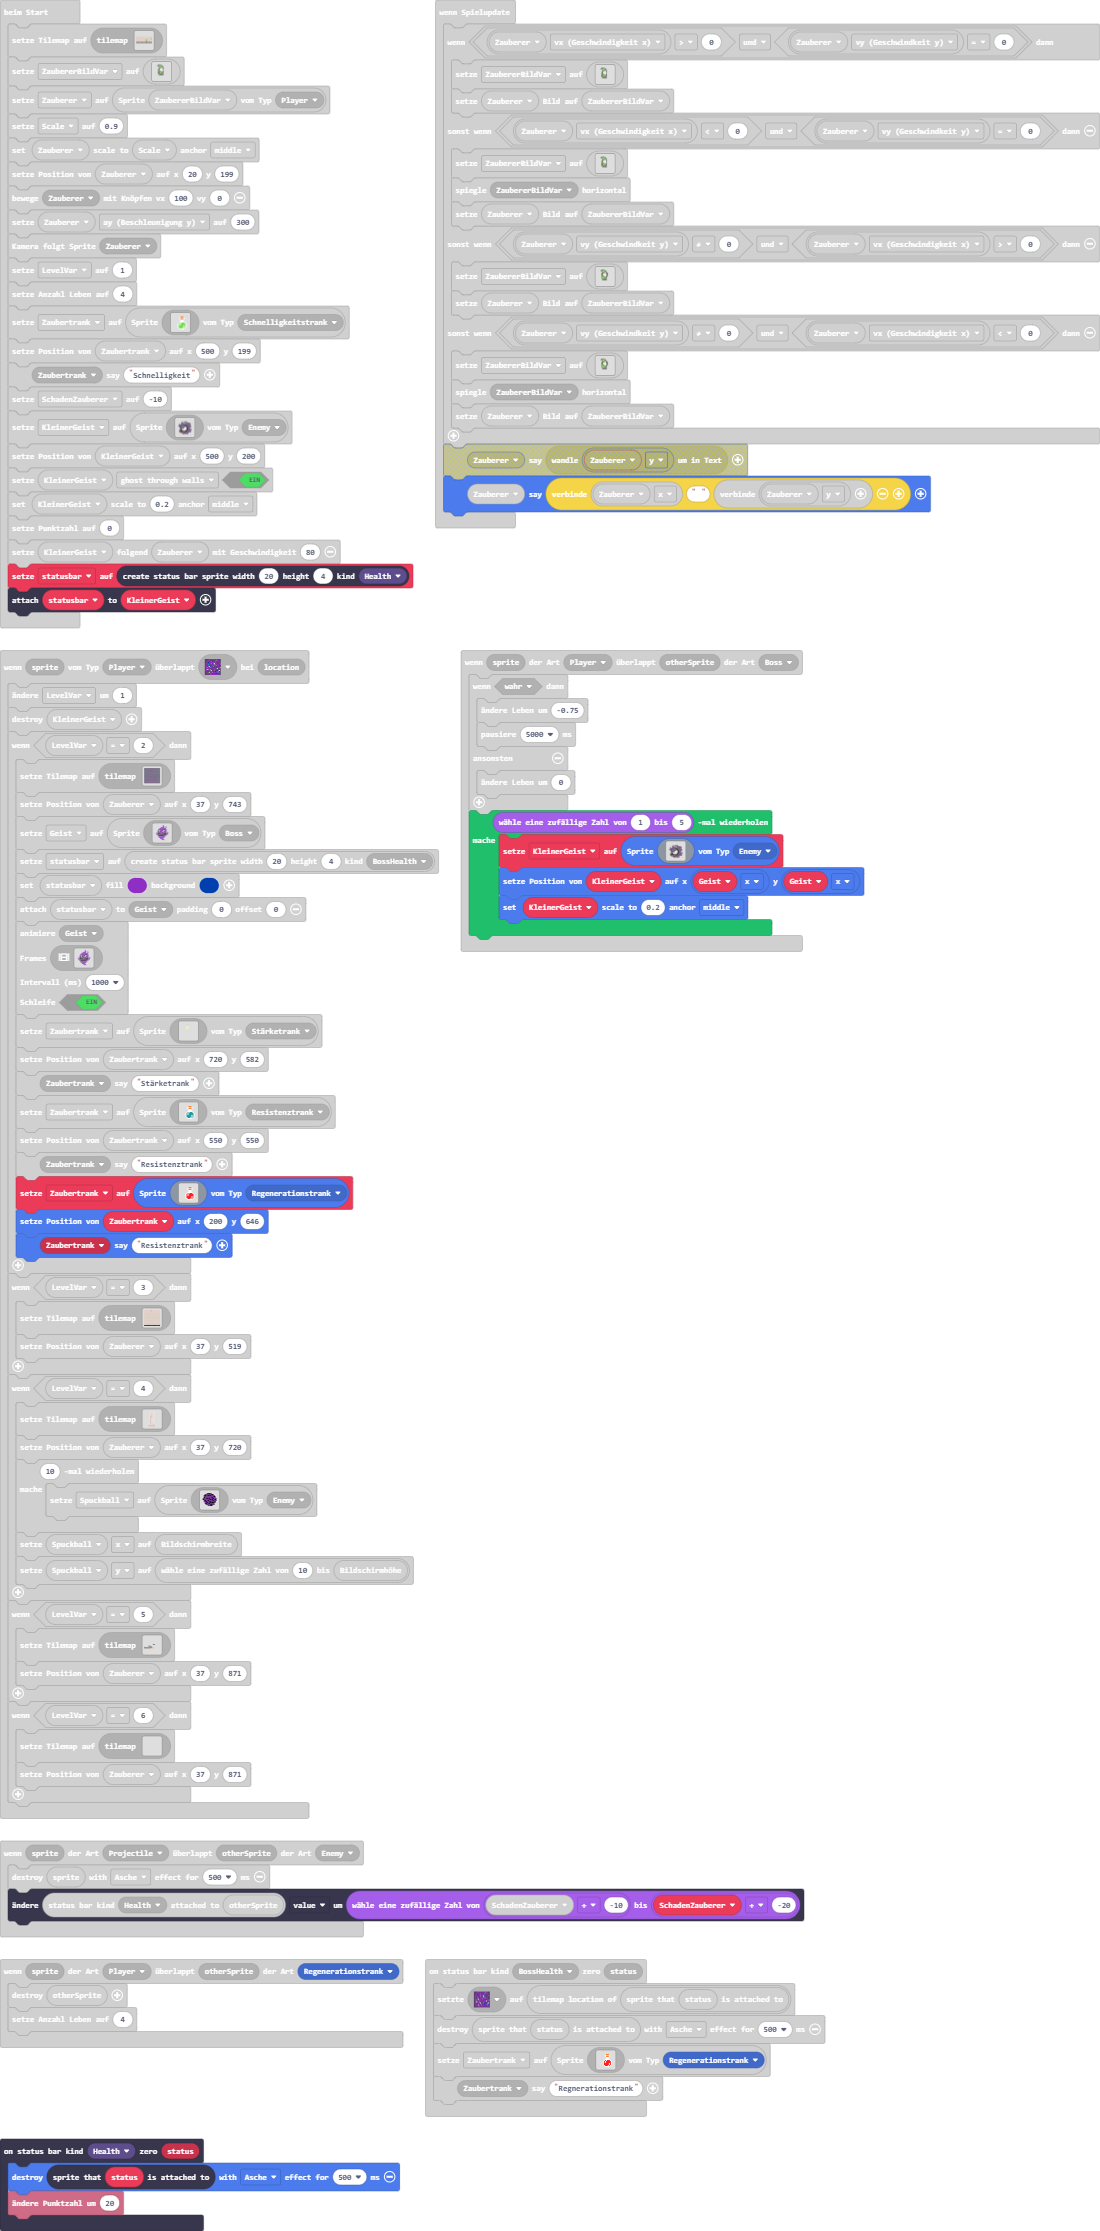 beim Start
setze Tilemap auf tilemap
setze ZaubererBildVar auf
setze Zauberer auf Sprite ZaubererBildVar vom Typ Player
setze Scale auf 0.9
set Zauberer scale to Scale anchor middle
setze Position von Zauberer auf x 20 y 199
bewege Zauberer mit Knöpfen vx 100 vy 0
setze Zauberer ay (Beschleunigung y) auf 300
Kamera folgt Sprite Zauberer
setze LevelVar auf 1
setze Anzahl Leben auf 4
setze Zaubertrank auf Sprite vom Typ Schnelligkeitstrank
setze Position von Zaubertrank auf x 500 y 199
Zaubertrank say "Schnelligkeit"
setze SchadenZauberer auf -10
setze KleinerGeist auf Sprite vom Typ Enemy
setze Position von KleinerGeist auf x 500 y 200
setze KleinerGeist ghost through walls EIN
set KleinerGeist scale to 0.2 anchor middle
setze Punktzahl auf 0
setze KleinerGeist folgend Zauberer mit Geschwindigkeit 80
setze statusbar auf create status bar sprite width 20 height 4 kind Health
attach statusbar to KleinerGeist
wenn Spielupdate
wenn Zauberer vx (Geschwindigkeit x) > 0 und Zauberer vy (Geschwindkeit y) = 0 dann
setze ZaubererBildVar auf
setze Zauberer Bild auf ZaubererBildVar
sonst wenn Zauberer vx (Geschwindigkeit x) < 0 und Zauberer vy (Geschwindkeit y) = 0 dann
setze ZaubererBildVar auf
spiegle ZaubererBildVar horizontal
setze Zauberer Bild auf ZaubererBildVar
sonst wenn Zauberer vy (Geschwindkeit y) ≠ 0 und Zauberer vx (Geschwindigkeit x) > 0 dann
setze ZaubererBildVar auf
setze Zauberer Bild auf ZaubererBildVar
sonst wenn Zauberer vy (Geschwindkeit y) ≠ 0 und Zauberer vx (Geschwindigkeit x) < 0 dann
setze ZaubererBildVar auf
spiegle ZaubererBildVar horizontal
setze Zauberer Bild auf ZaubererBildVar
Zauberer say wandle Zauberer y um in Text
Zauberer say verbinde Zauberer x " " verbinde Zauberer y
wenn sprite vom Typ Player überlappt bei location
ändere LevelVar um 1
destroy KleinerGeist
wenn LevelVar = 2 dann
setze Tilemap auf tilemap
setze Position von Zauberer auf x 37 y 743
setze Geist auf Sprite vom Typ Boss
setze statusbar auf create status bar sprite width 20 height 4 kind BossHealth
set statusbar fill background
attach statusbar to Geist padding 0 offset 0
animiere Geist
Frames
Intervall (ms) 1000
Schleife EIN
setze Zaubertrank auf Sprite vom Typ Stärketrank
setze Position von Zaubertrank auf x 720 y 582
Zaubertrank say "Stärketrank"
setze Zaubertrank auf Sprite vom Typ Resistenztrank
setze Position von Zaubertrank auf x 550 y 550
Zaubertrank say "Resistenztrank"
setze Zaubertrank auf Sprite vom Typ Regenerationstrank
setze Position von Zaubertrank auf x 200 y 646
Zaubertrank say "Resistenztrank"
wenn LevelVar = 3 dann
setze Tilemap auf tilemap
setze Position von Zauberer auf x 37 y 519
wenn LevelVar = 4 dann
setze Tilemap auf tilemap
setze Position von Zauberer auf x 37 y 720
10 -mal wiederholen
mache setze Spuckball auf Sprite vom Typ Enemy
setze Spuckball x auf Bildschirmbreite
setze Spuckball y auf wähle eine zufällige Zahl von 10 bis Bildschirmhöhe
wenn LevelVar = 5 dann
setze Tilemap auf tilemap
setze Position von Zauberer auf x 37 y 871
wenn LevelVar = 6 dann
setze Tilemap auf tilemap
setze Position von Zauberer auf x 37 y 871
wenn sprite der Art Player überlappt otherSprite der Art Boss
wenn wahr dann
ändere Leben um -0.75
pausiere 5000 ms
ansonsten
ändere Leben um 0
wähle eine zufällige Zahl von 1 bis 5 -mal wiederholen
mache setze KleinerGeist auf Sprite vom Typ Enemy
setze Position von KleinerGeist auf x Geist x y Geist x
set KleinerGeist scale to 0.2 anchor middle
wenn sprite der Art Projectile überlappt otherSprite der Art Enemy
destroy sprite with Asche effect for 500 ms
ändere status bar kind Health attached to otherSprite value um wähle eine zufällige Zahl von SchadenZauberer + -10 bis SchadenZauberer + -20
wenn sprite der Art Player überlappt otherSprite der Art Regenerationstrank
destroy otherSprite
setze Anzahl Leben auf 4
on status bar kind BossHealth zero status
setzte auf tilemap location of sprite that status is attached to
destroy sprite that status is attached to with Asche effect for 500 ms
setze Zaubertrank auf Sprite vom Typ Regenerationstrank
Zaubertrank say "Regnerationstrank"
on status bar kind Health zero status
destroy sprite that status is attached to with Asche effect for 500 ms
ändere Punktzahl um 20